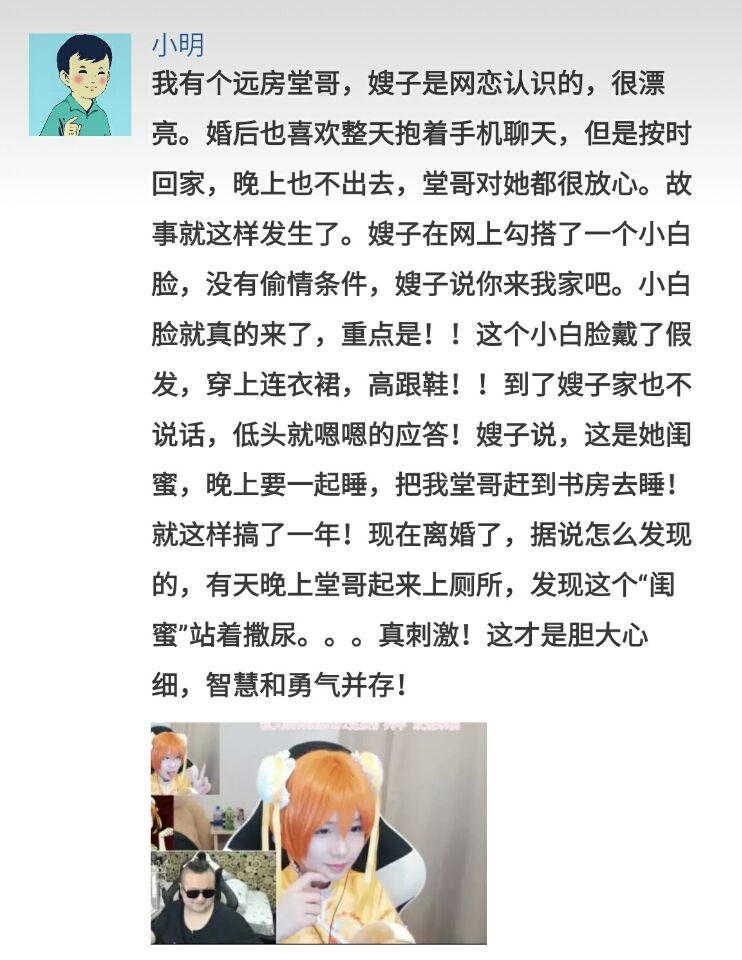 小明
我有个远房堂哥，嫂子是网恋认识的，很漂
亮。婚后也喜欢整天抱着手机聊天，但是按时
回家，晚上也不出去，堂哥对她都很放心。故
事就这样发生了。嫂子在网上勾搭了一个小白
脸，没有偷情条件，嫂子说你来我家吧。小白
脸就真的来了，重点是！！这个小白脸戴了假
发，穿上连衣裙，高跟鞋！！到了嫂子家也不
说话，低头就嗯嗯的应答！嫂子说，这是她闺
蜜，晚上要一起睡，把我堂哥赶到书房去睡！
就这样搞了一年！现在离婚了，据说怎么发现
的，有天晚上堂哥起来上厕所，发现这个“闺
蜜”站着撒尿。。。真刺激！这才是胆大心
细，智慧和勇气并存！